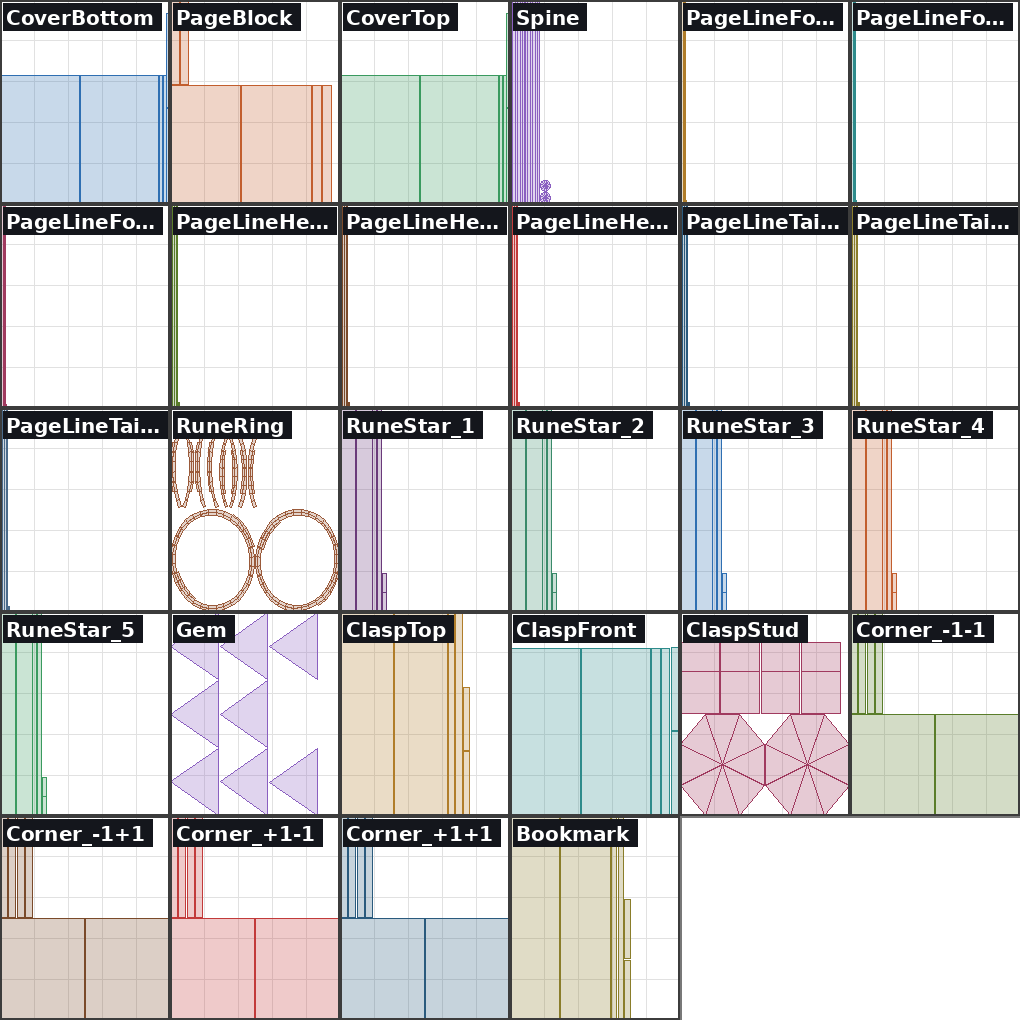 CoverBottom
PageBlock
CoverTop
Spine
PageLineFo...
PageLineFo...
PageLineFo...
PageLineHe...
PageLineHe...
PageLineHe...
PageLineTai...
PageLineTai...
PageLineTai...
RuneRing
RuneStar_1
RuneStar_2
RuneStar_3
RuneStar_4
RuneStar_5
Gem
ClaspTop
ClaspFront
ClaspStud
Corner_-1-1
Corner_-1+1
Corner_+1-1
Corner_+1+1
Bookmark